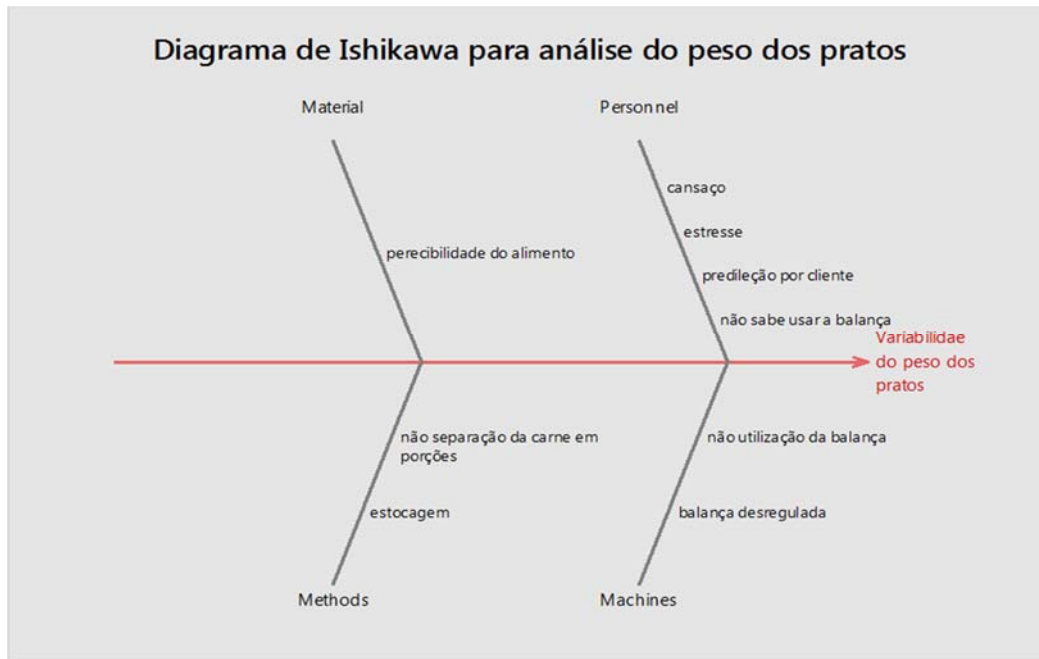 Diagrama de Ishikawa para análise do peso dos pratos
Material
Personnel
cansaço
estresse
perecibilidade do alimento
predileção por cliente
não sabe usar a balança
Variabilidae
do peso dos
pratos
não separação da carne em
porções
não utilização da balança
estocagem
balança desregulada
Methods
Machines